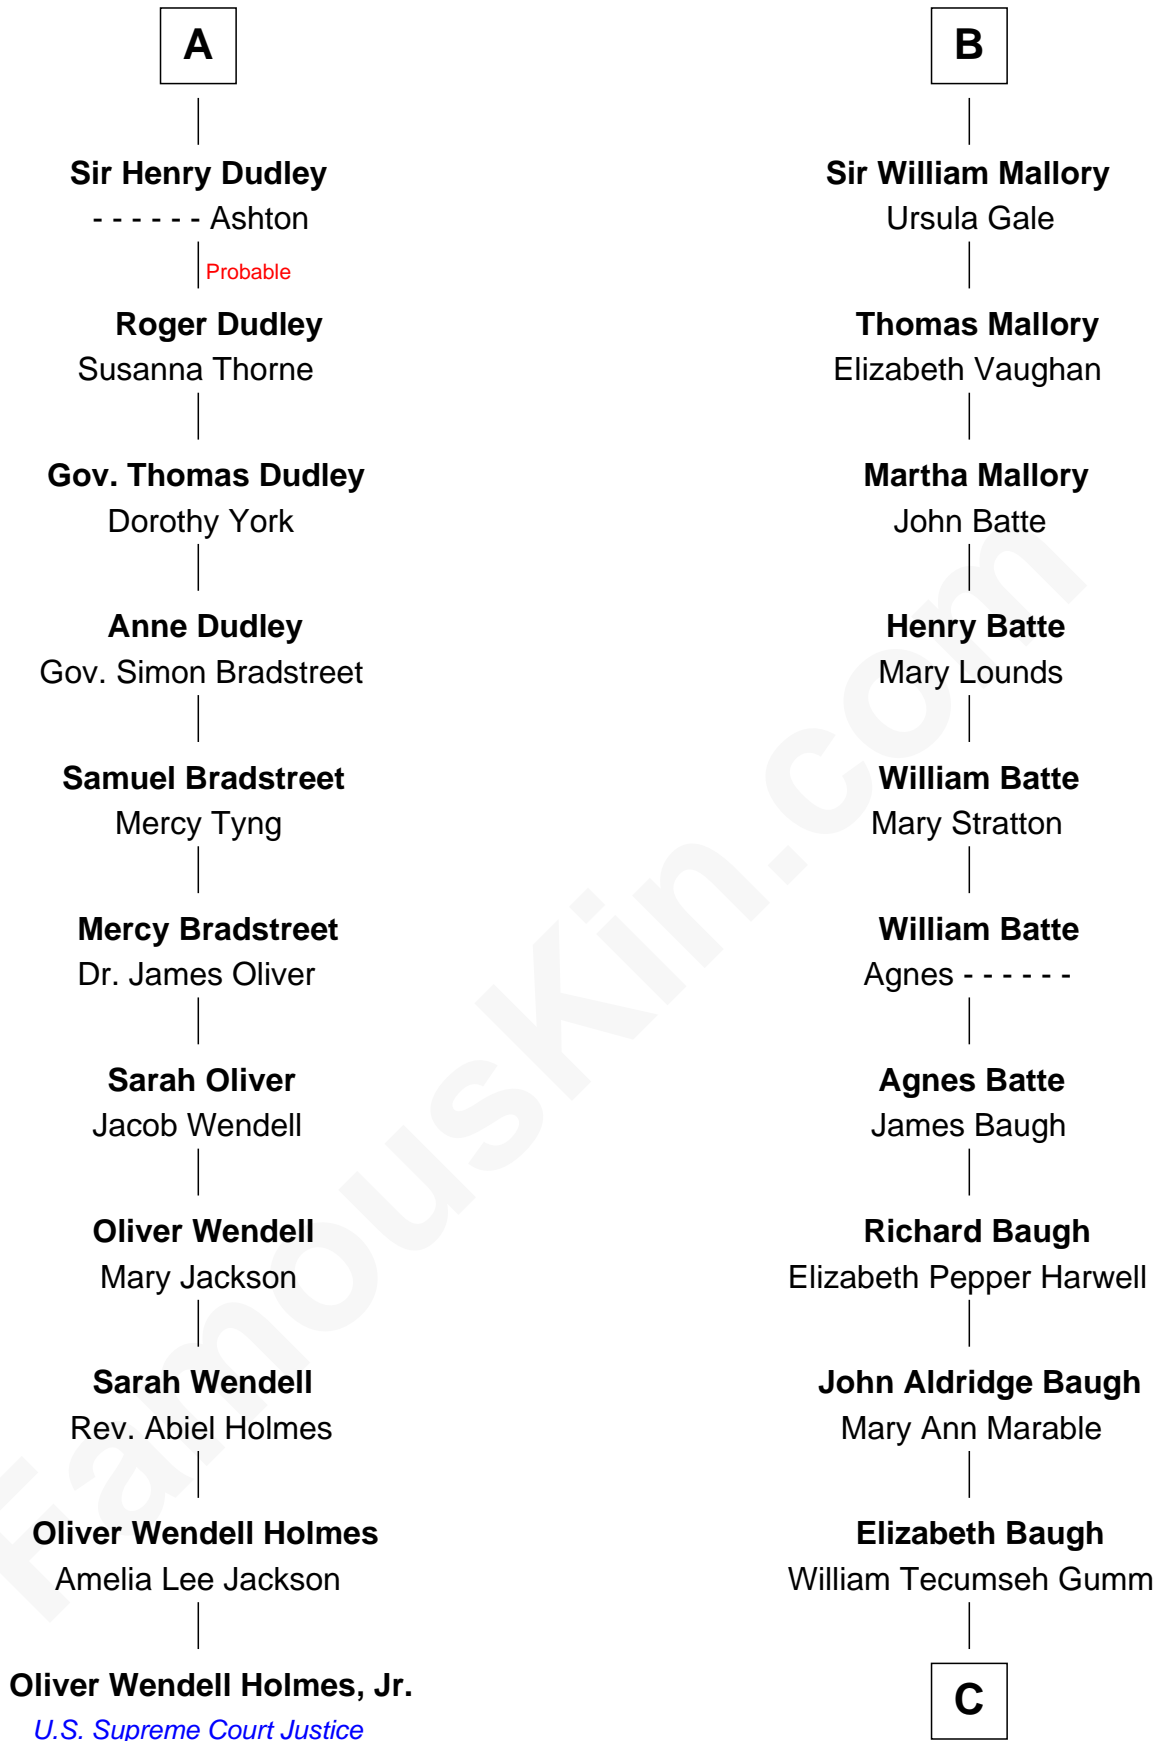 A
Sir Henry Dudley
- - - - - - Ashton
Probable
Roger Dudley
Susanna Thorne
Gov. Thomas Dudley
Dorothy York
Anne Dudley
Gov. Simon Bradstreet
Samuel Bradstreet
Mercy Tyng
Mercy Bradstreet
Dr. James Oliver
Sarah Oliver
Jacob Wendell
Oliver Wendell
Mary Jackson
Sarah Wendell
Rev. Abiel Holmes
Oliver Wendell Holmes
Amelia Lee Jackson
Oliver Wendell Holmes, Jr.
U.S. Supreme Court Justice
B
Sir William Mallory
Ursula Gale
Thomas Mallory
Elizabeth Vaughan
Martha Mallory
John Batte
Henry Batte
Mary Lounds
William Batte
Mary Stratton
William Batte
Agnes - - - - - -
Agnes Batte
James Baugh
Richard Baugh
Elizabeth Pepper Harwell
John Aldridge Baugh
Mary Ann Marable
Elizabeth Baugh
William Tecumseh Gumm
C
FamousKin.com